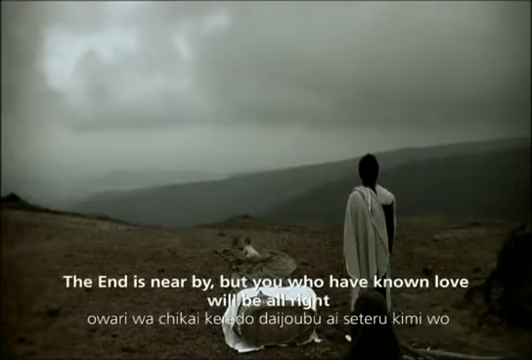 The End is near by, but you who have known love
will be all right
owari wa chikai keredo daijoubu ai seteru kimi wo